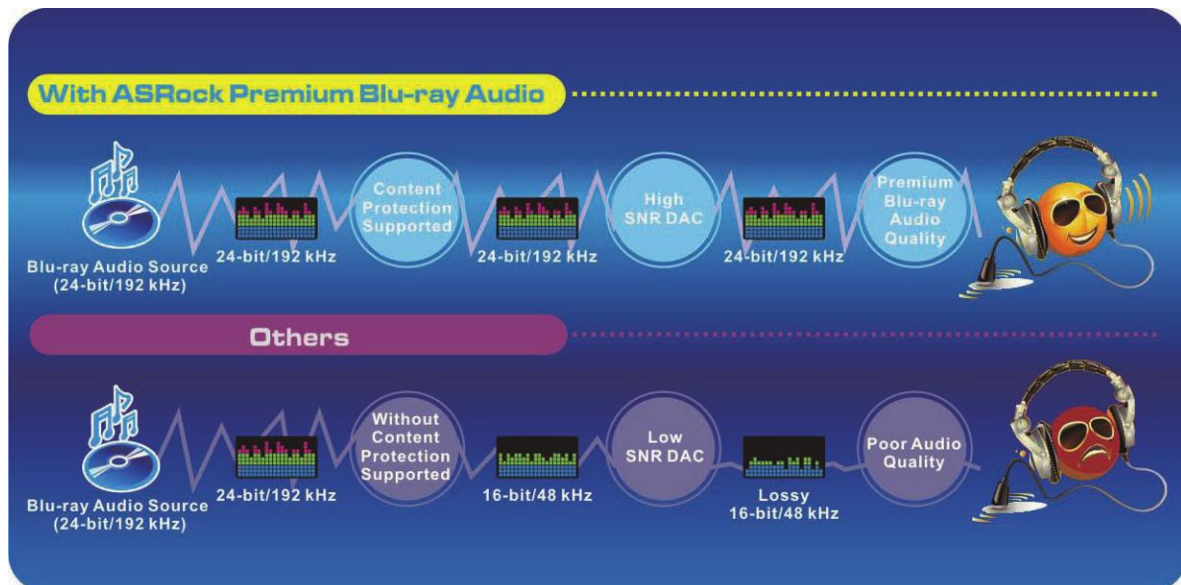 With ASRock Premium Blu-ray Audio
Blu-ray Audio Source
(24-bit/192 kHz)
24-bit/192 kHz
Content
Protection
Supported
24-bit/192 kHz
High
SNR DAC
24-bit/192 kHz
Premium
Blu-ray
Audio
Quality
Others
Blu-ray Audio Source
(24-bit/192 kHz)
24-bit/192 kHz
Without
Content
Protection
Supported
16-bit/48 kHz
Low
SNR DAC
Lossy
16-bit/48 kHz
Poor Audio
Quality